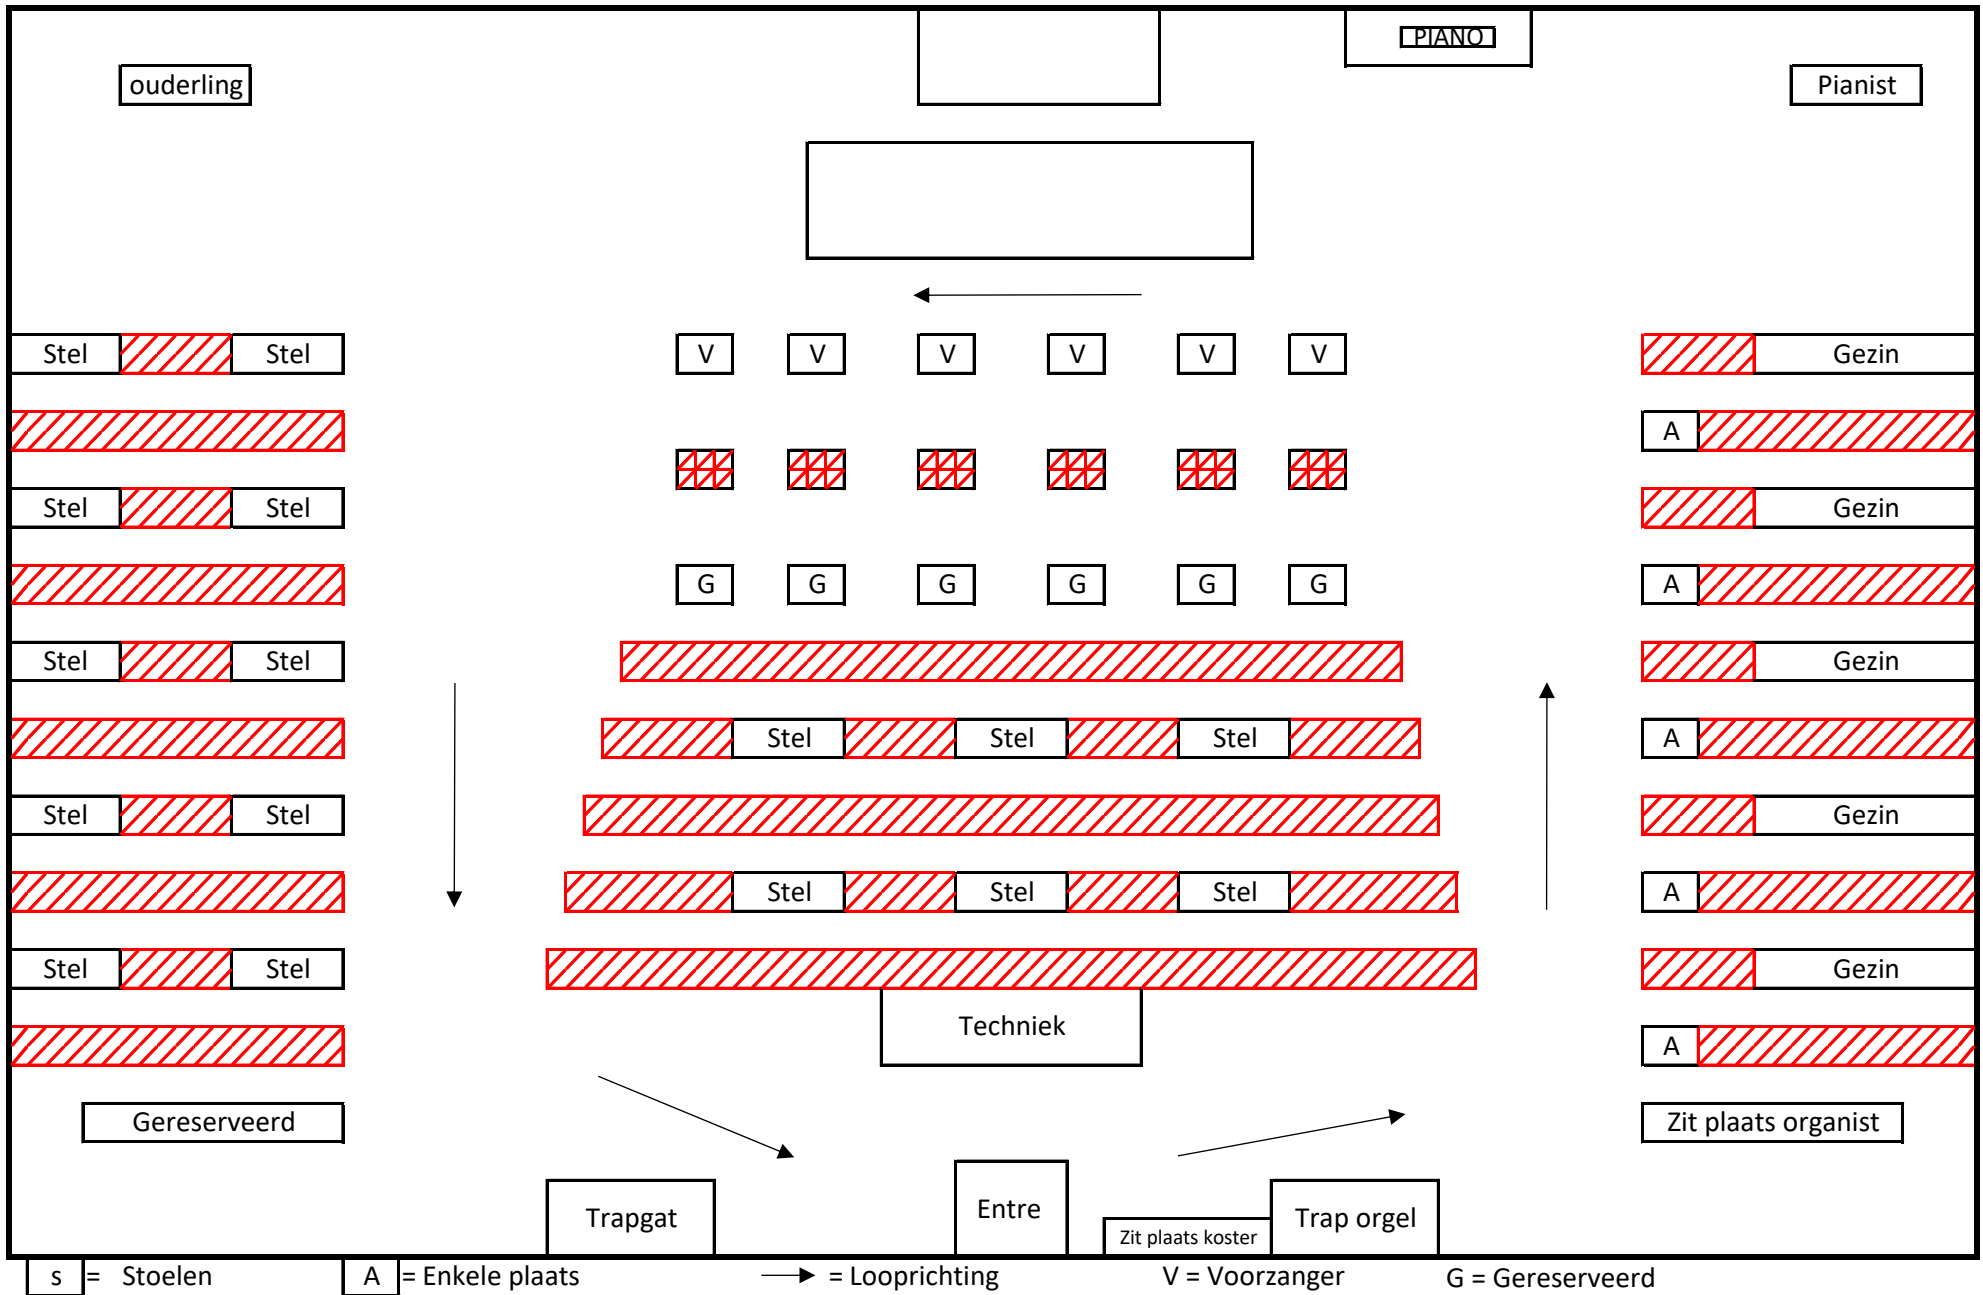 PIANO
ouderling Pianist
Stel Stel V V V V V V Gezin
A
Stel Stel Gezin
G G G G G G A
Stel Stel Gezin
Stel Stel Stel A
Stel Stel Gezin
Stel Stel Stel A
Stel Stel Gezin
Techniek A
Gereserveerd Zit plaats organist
Trapgat Entre Zit plaats koster Trap orgel
s = Stoelen A = Enkele plaats = Looprichting V = Voorzanger G = Gereserveerd